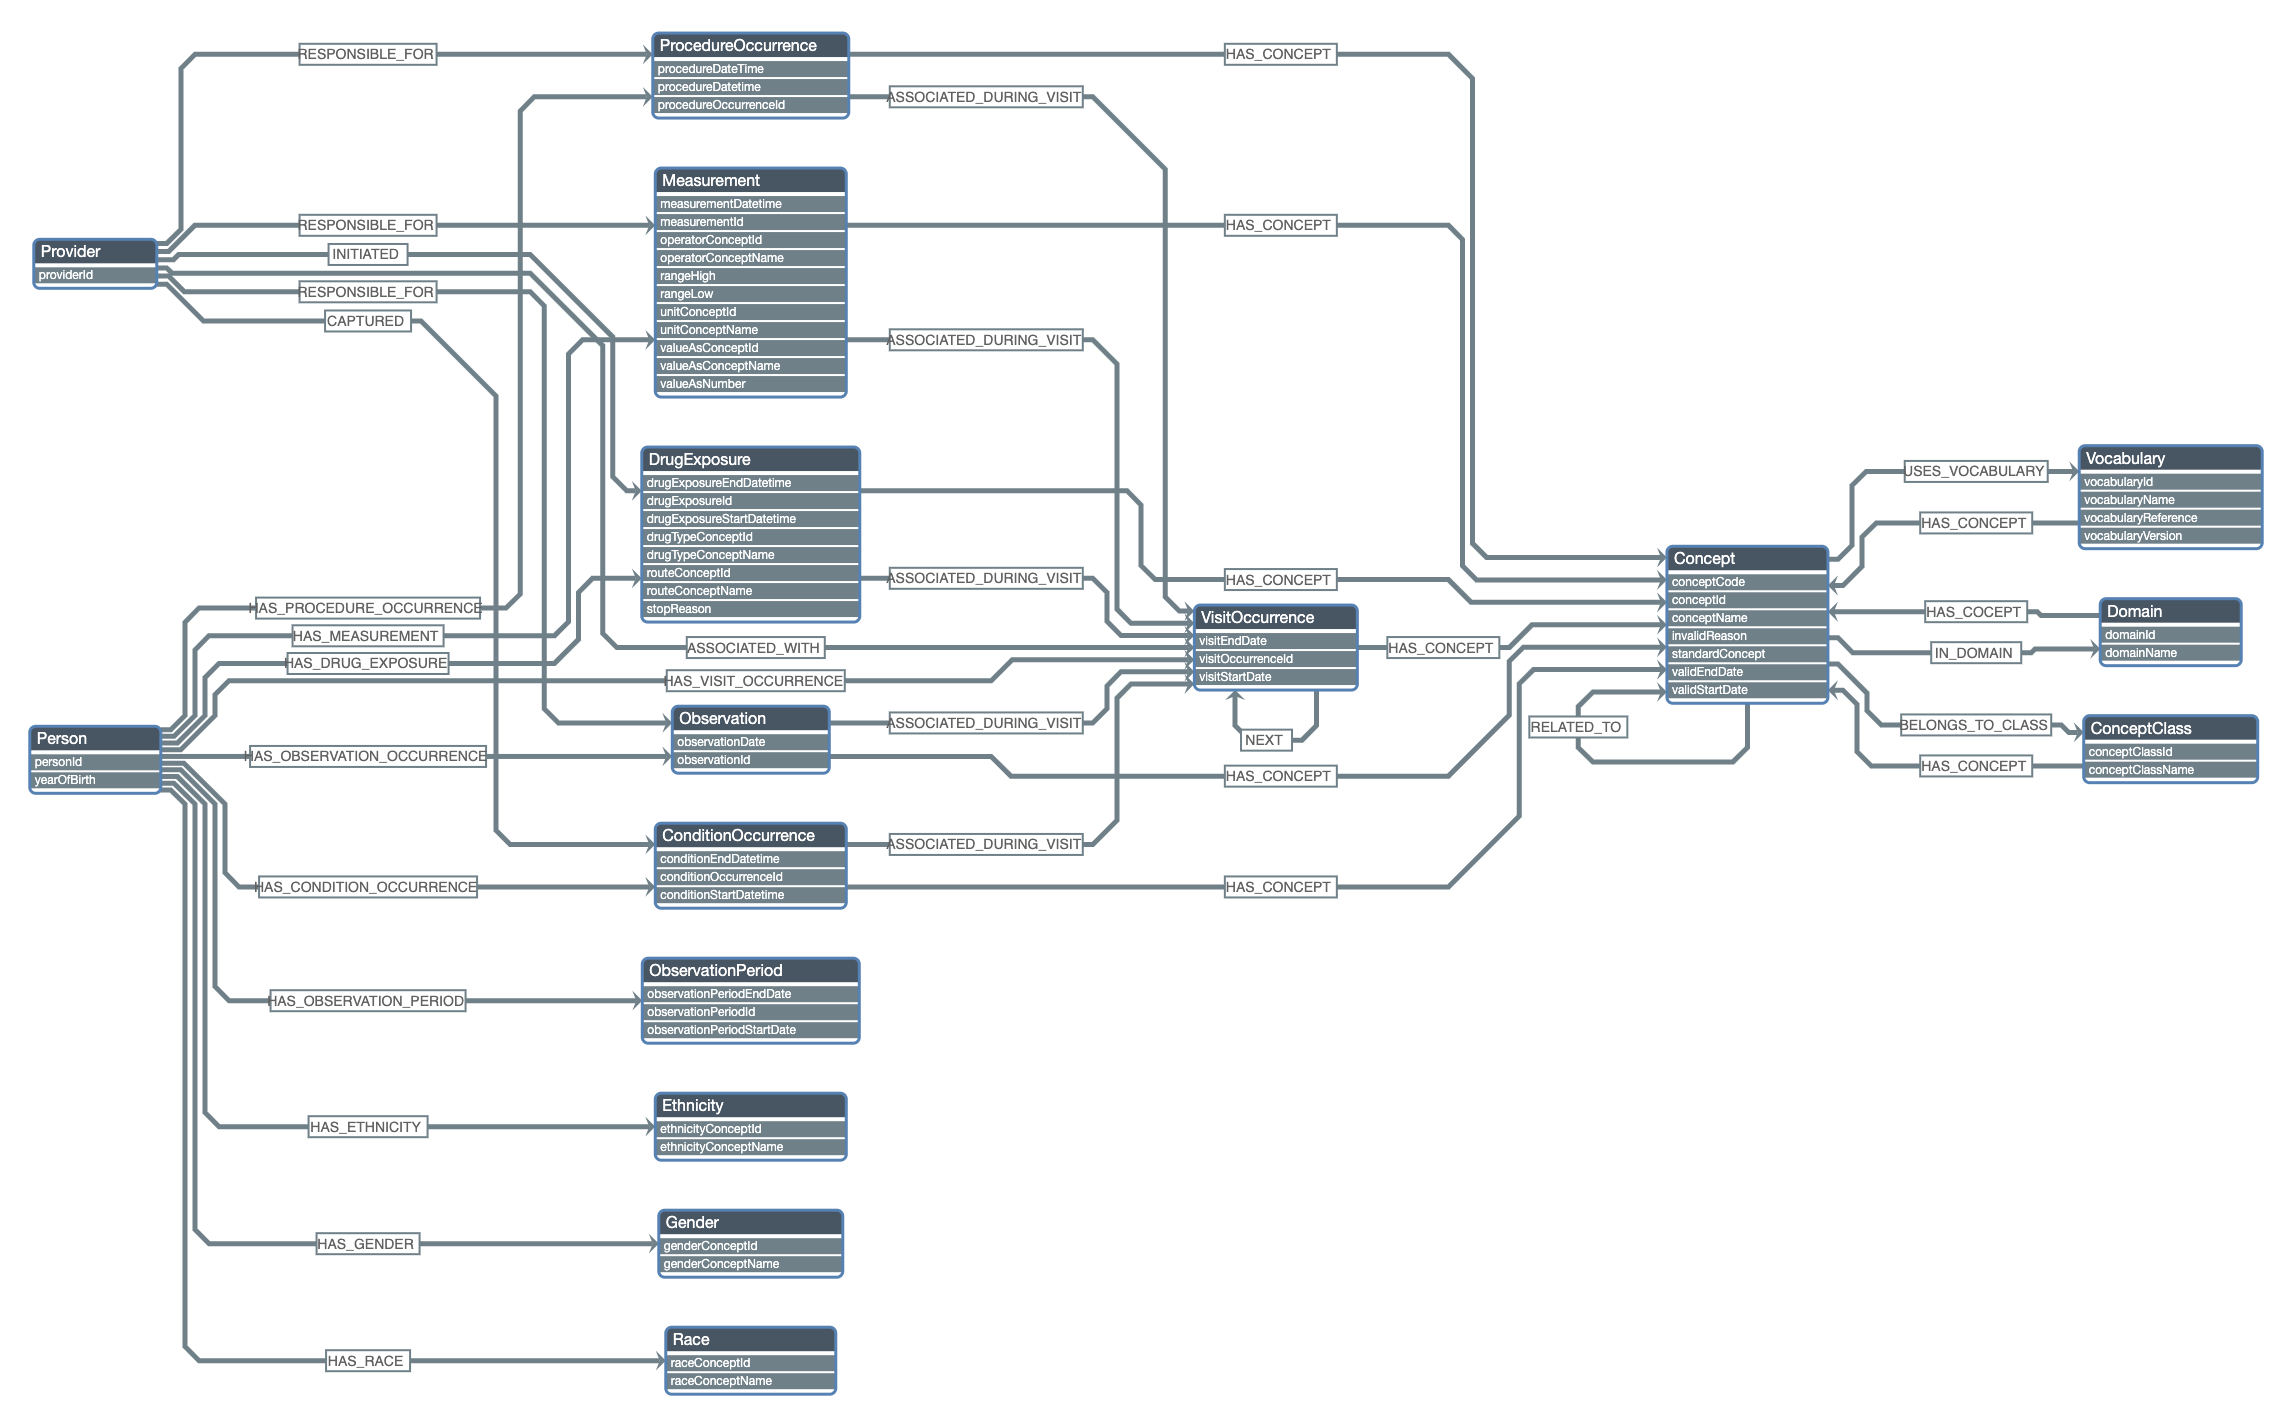 RESPONSIBLE_FOR
ProcedureOccurrence
procedureDateTime
procedureDatetime
procedureOccurrenceId
HAS_CONCEPT
ASSOCIATED_DURING_VISIT
Measurement
measurementDatetime
measurementId
operatorConceptId
operatorConceptName
rangeHigh
rangeLow
unitConceptId
unitConceptName
valueAsConceptId
valueAsConceptName
valueAsNumber
RESPONSIBLE_FOR
HAS_CONCEPT
Provider
providerId
INITIATED
RESPONSIBLE_FOR
CAPTURED
ASSOCIATED_DURING_VISIT
DrugExposure
drugExposureEndDatetime
drugExposureId
drugExposureStartDatetime
drugTypeConceptId
drugTypeConceptName
routeConceptId
routeConceptName
stopReason
Vocabulary
vocabularyId
vocabularyName
vocabularyReference
vocabularyVersion
USES_VOCABULARY
HAS_CONCEPT
Concept
conceptCode
conceptId
conceptName
invalidReason
standardConcept
validEndDate
validStartDate
ASSOCIATED_DURING_VISIT
HAS_CONCEPT
HAS_PROCEDURE_OCCURRENCE
HAS_MEASUREMENT
HAS_DRUG_EXPOSURE
ASSOCIATED_WITH
HAS_VISIT_OCCURRENCE
VisitOccurrence
visitEndDate
visitOccurrenceId
visitStartDate
HAS_CONCEPT
HAS_COCEPT
Domain
domainId
domainName
IN_DOMAIN
Observation
observationDate
observationId
ASSOCIATED_DURING_VISIT
NEXT
RELATED_TO
BELONGS_TO_CLASS
ConceptClass
conceptClassId
conceptClassName
HAS_CONCEPT
Person
personId
yearOfBirth
HAS_OBSERVATION_OCCURRENCE
HAS_CONCEPT
ConditionOccurrence
conditionEndDatetime
conditionOccurrenceId
conditionStartDatetime
ASSOCIATED_DURING_VISIT
HAS_CONDITION_OCCURRENCE
HAS_CONCEPT
ObservationPeriod
observationPeriodEndDate
observationPeriodId
observationPeriodStartDate
HAS_OBSERVATION_PERIOD
Ethnicity
ethnicityConceptId
ethnicityConceptName
HAS_ETHNICITY
Gender
genderConceptId
genderConceptName
HAS_GENDER
Race
raceConceptId
raceConceptName
HAS_RACE